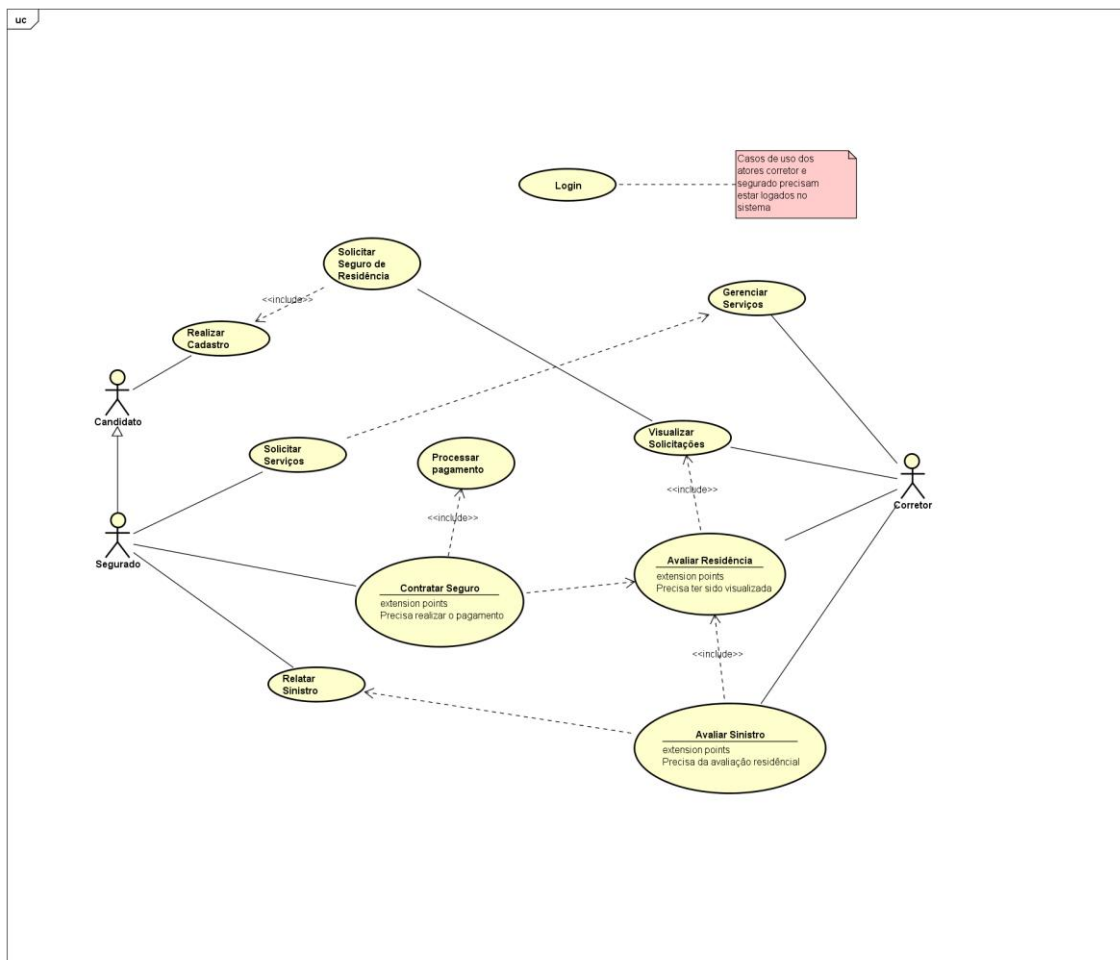 uc
Casos de uso dos
atores corretor e
segurado precisam
estar logados no
sistema
Login
Solicitar
Seguro de
Residência
Gerenciar
Serviços
<<include>>
Realizar
Cadastro
Candidato
Visualizar
Solicitações
Solicitar
Serviços
Processar
pagamento
<<include>>
<<include>>
Corretor
Segurado
Avaliar Residência
extension points
Precisa ter sido visualizada
Contratar Seguro
extension points
Precisa realizar o pagamento
<<include>>
Relatar
Sinistro
Avaliar Sinistro
extension points
Precisa da avaliação residêncial